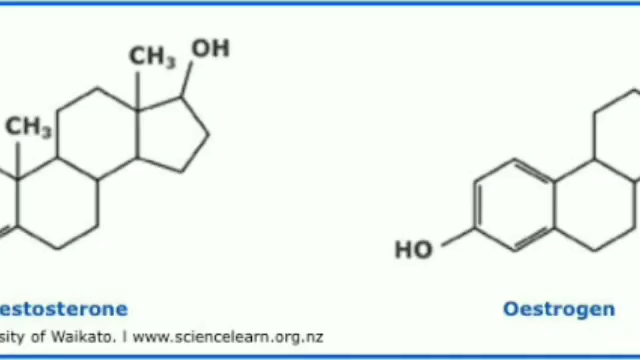 CH3 OH
CH3
HO
estosterone Oestrogen
sity of Waikato. | www.sciencelearn.org.nz